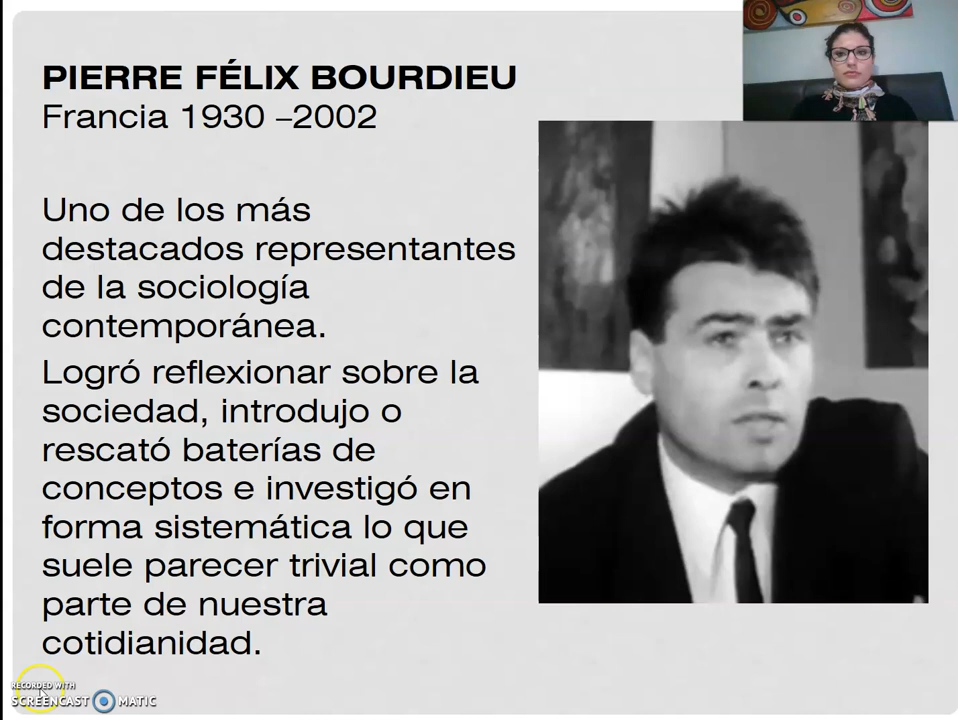 PIERRE FÉLIX BOURDIEU
Francia 1930 –2002
Uno de los más
destacados representantes
de la sociología
contemporánea.
Logró reflexionar sobre la
sociedad, introdujo o
rescató baterías de
conceptos e investigó en
forma sistemática lo que
suele parecer trivial como
parte de nuestra
cotidianidad.
RECORDED WITH
SCREENCAST MATIC